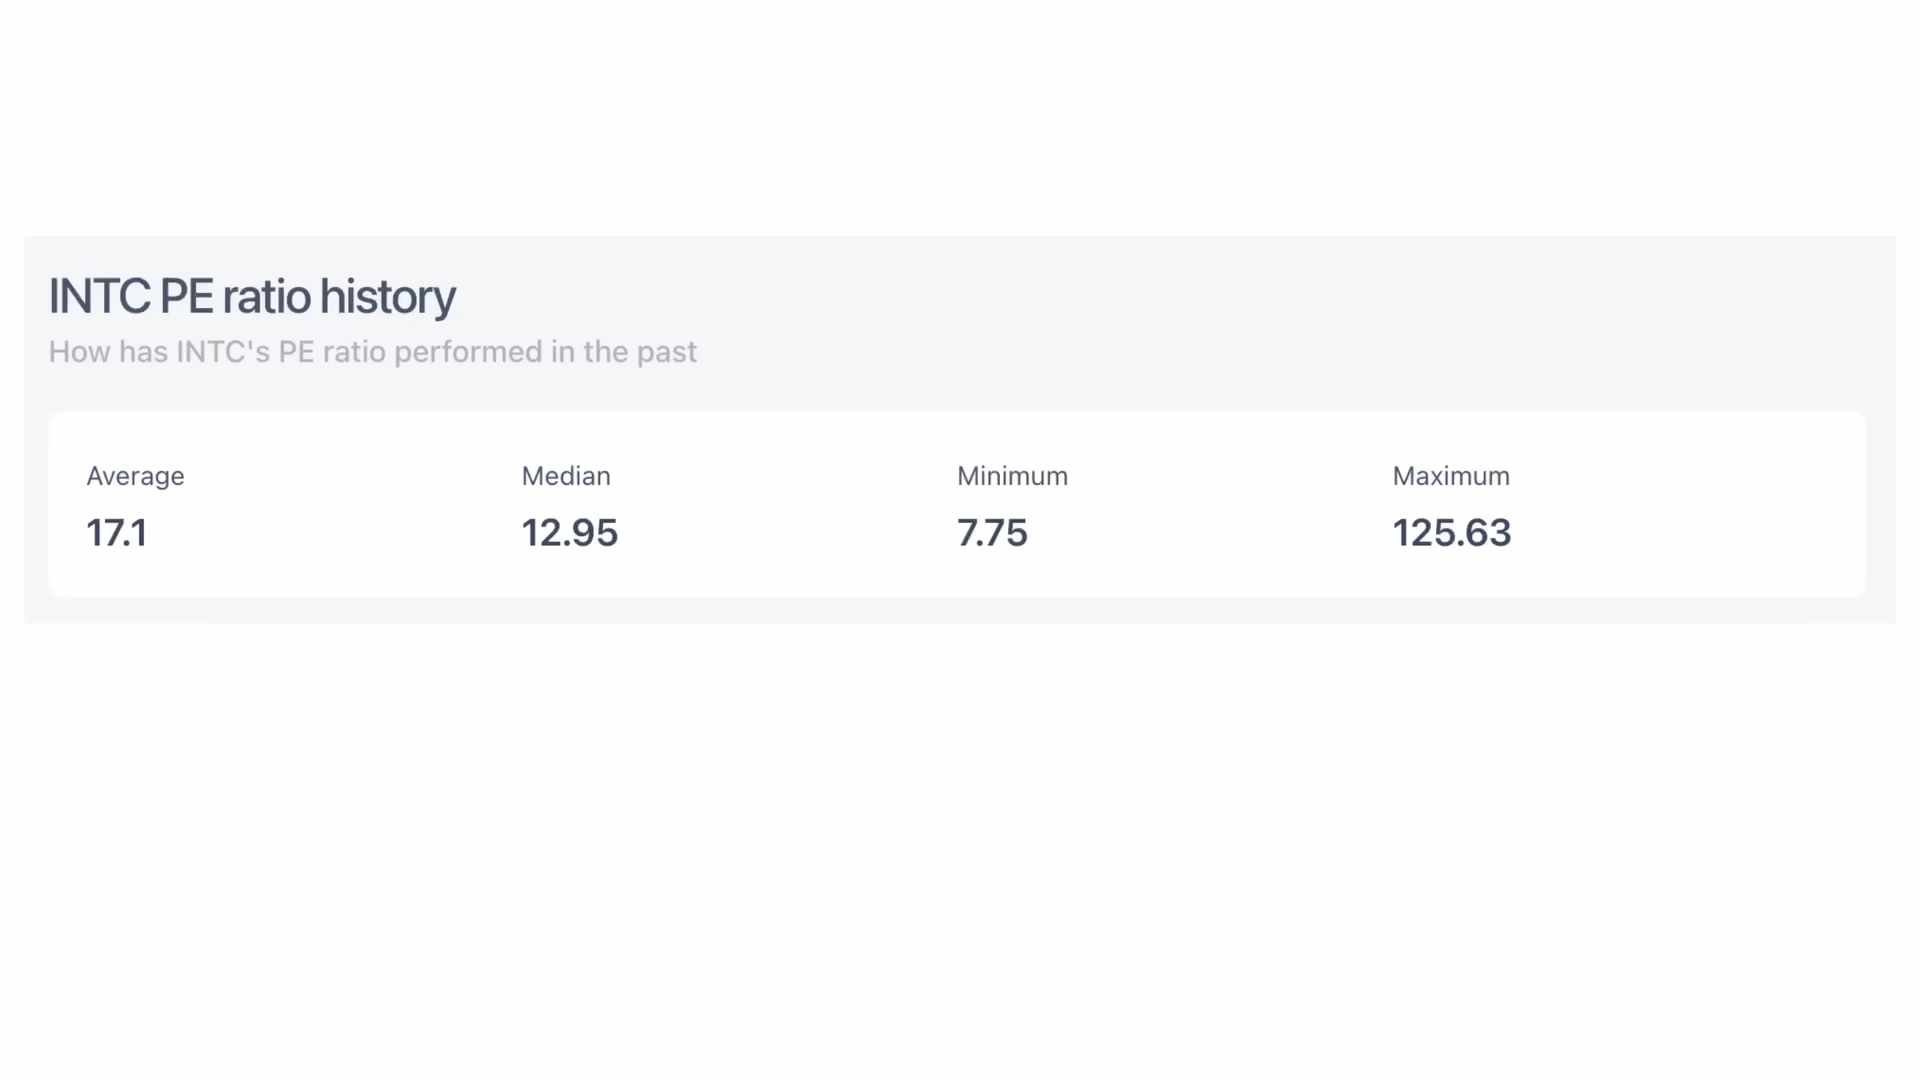 INTC PE ratio history
How has INTC's PE ratio performed in the past
Average Median Minimum Maximum
17.1 12.95 7.75 125.63